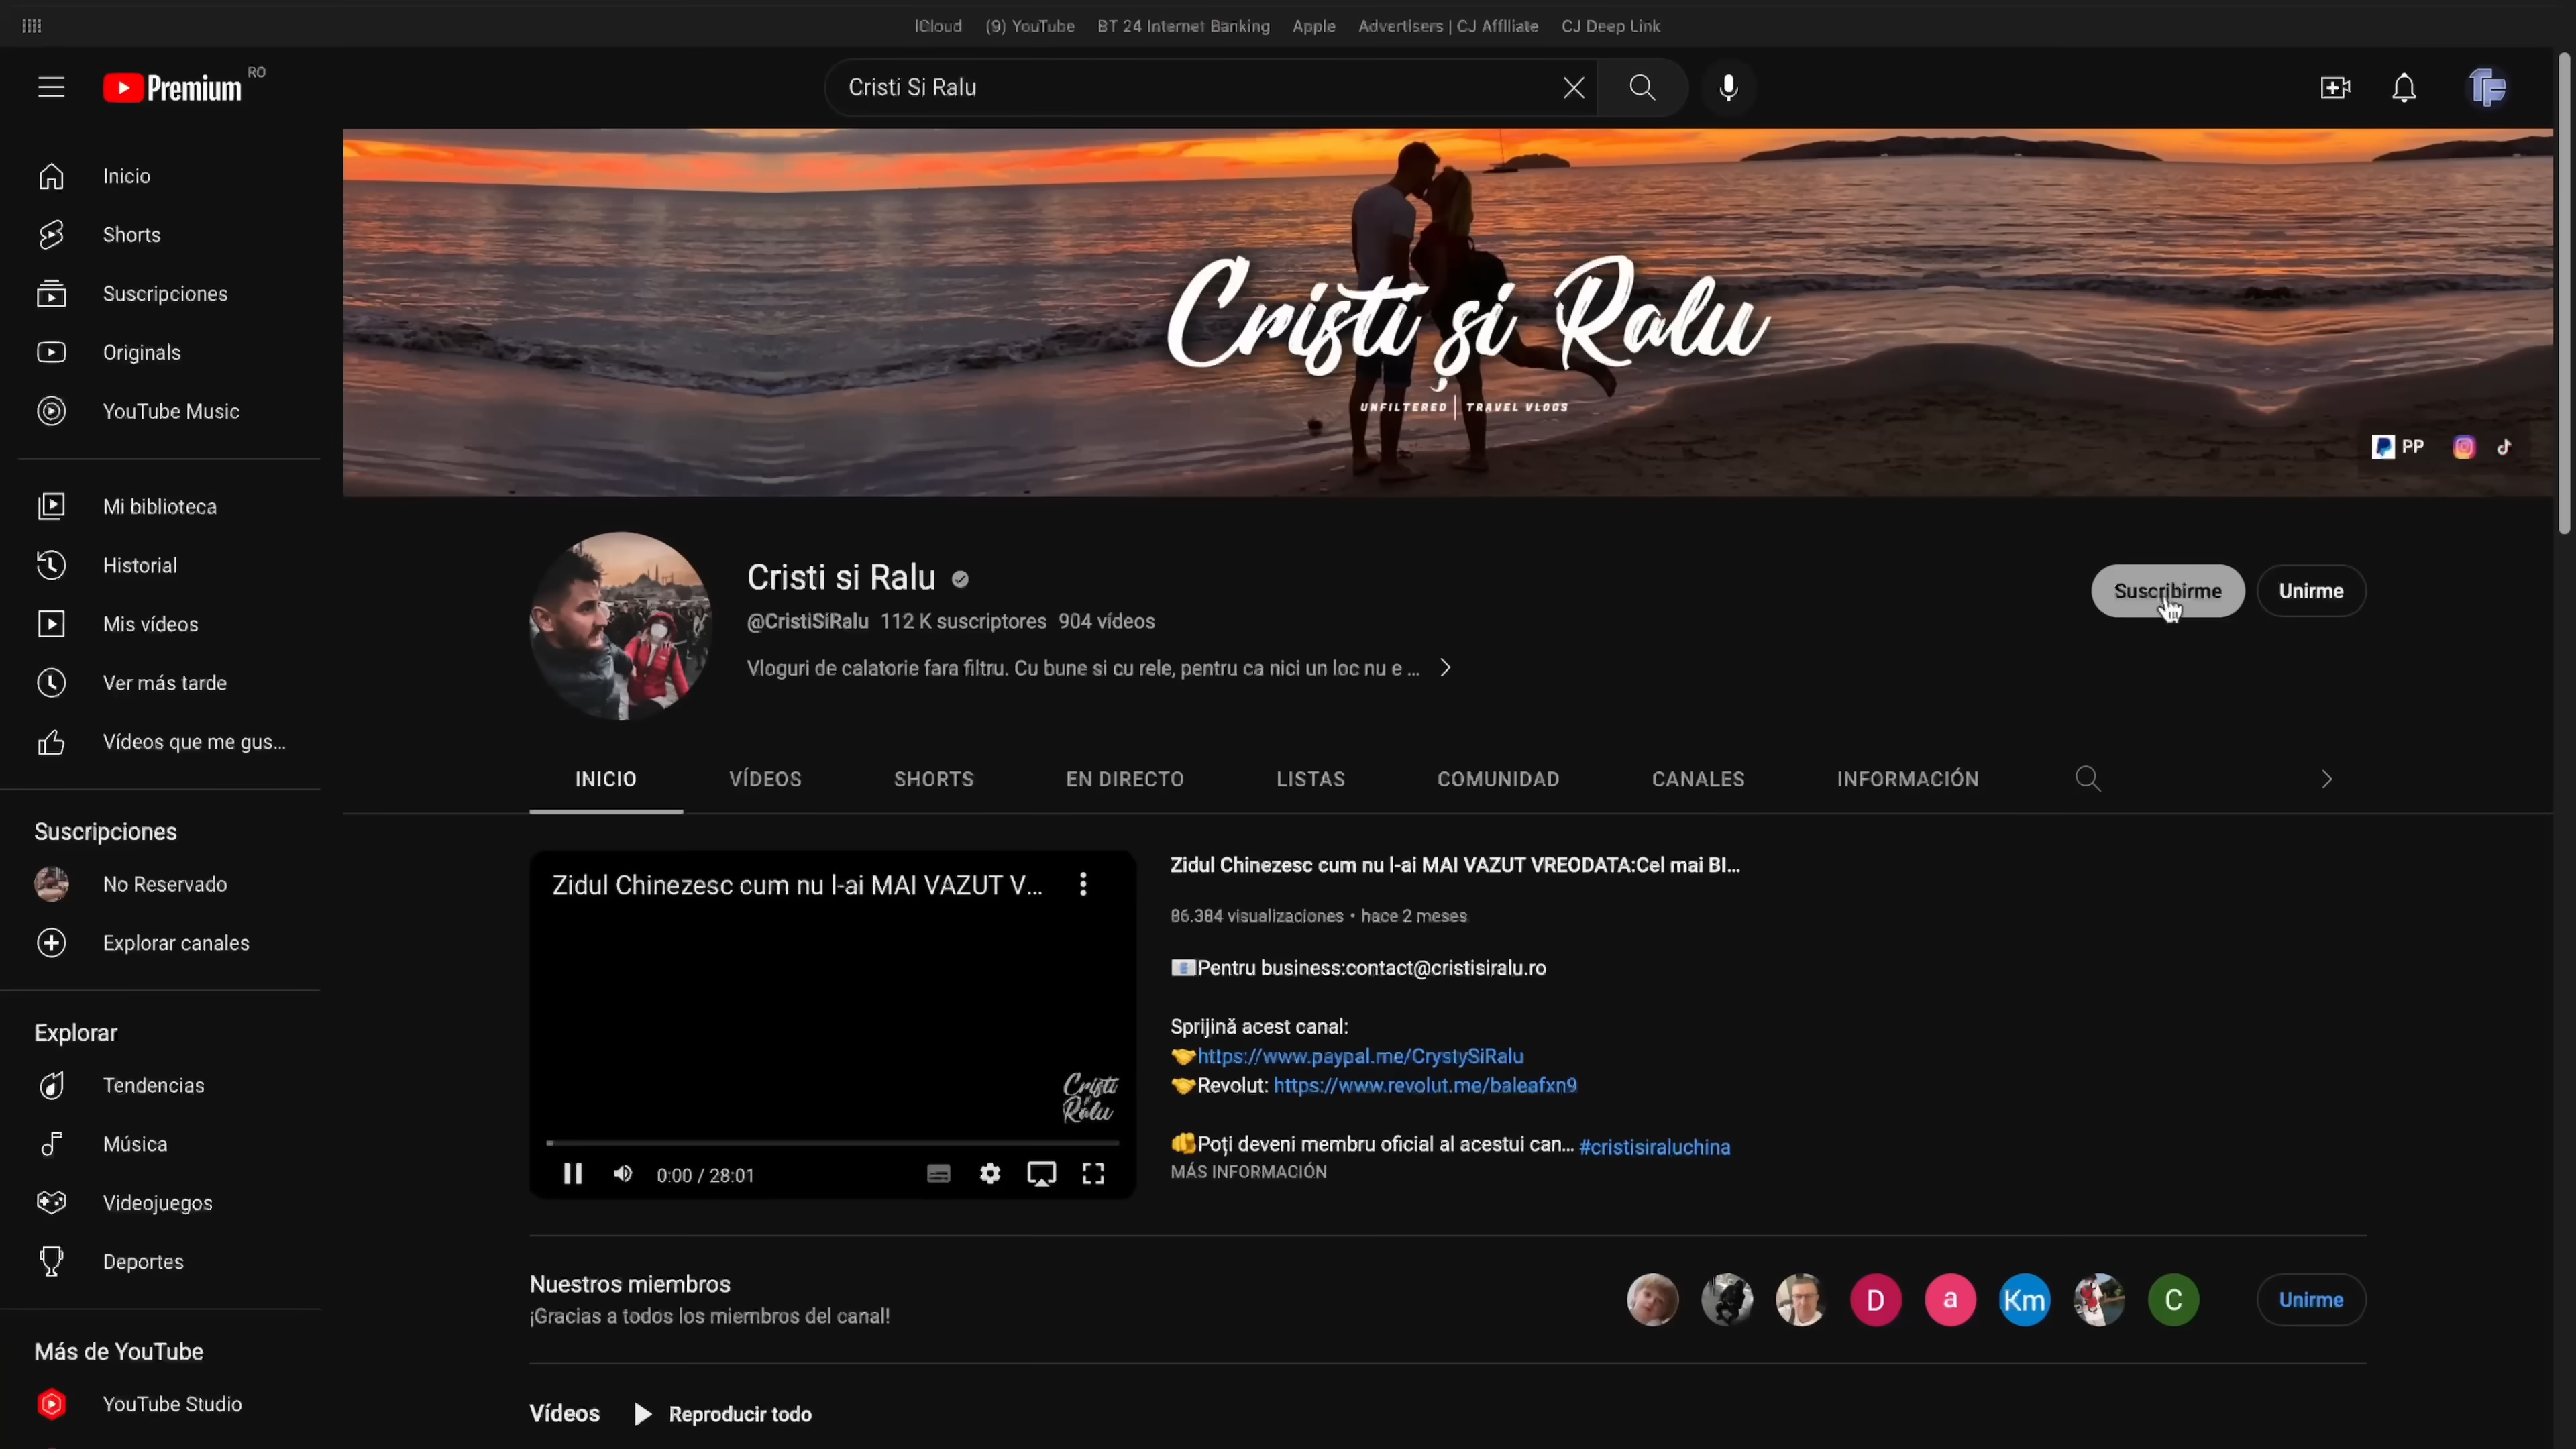 ICloud (9) YouTube BT 24 Internet Banking Apple Advertisers | CJ Affiliate CJ Deep Link
Premium RO
Cristi Si Ralu
Inicio
Shorts
Suscripciones
Originals
YouTube Music
Mi biblioteca
Historial
Mis vídeos
Ver más tarde
Vídeos que me gus...
Suscripciones
No Reservado
Explorar canales
Explorar
Tendencias
Música
Videojuegos
Deportes
Más de YouTube
YouTube Studio
Cristi și Ralu
UNFILTERED | TRAVEL VLOGS
PP
Cristi si Ralu
@CristiSiRalu 112 K suscriptores 904 vídeos
Vloguri de calatorie fara filtru. Cu bune si cu rele, pentru ca nici un loc nu e ...
Suscribirme Unirme
INICIO VÍDEOS SHORTS EN DIRECTO LISTAS COMUNIDAD CANALES INFORMACIÓN
Zidul Chinezesc cum nu l-ai MAI VAZUT V...
Cristi și Ralu
0:00 / 28:01
Zidul Chinezesc cum nu l-ai MAI VAZUT VREODATA:Cel mai BI...
86.384 visualizaciones • hace 2 meses
📧Pentru business:contact@cristisiralu.ro
Sprijină acest canal:
🤝https://www.paypal.me/CrystySiRalu
🤝Revolut: https://www.revolut.me/baleafxn9
🫵Poți deveni membru oficial al acestui can... #cristisiraluchina
MÁS INFORMACIÓN
Nuestros miembros
¡Gracias a todos los miembros del canal!
D a Km C
Unirme
Vídeos Reproducir todo